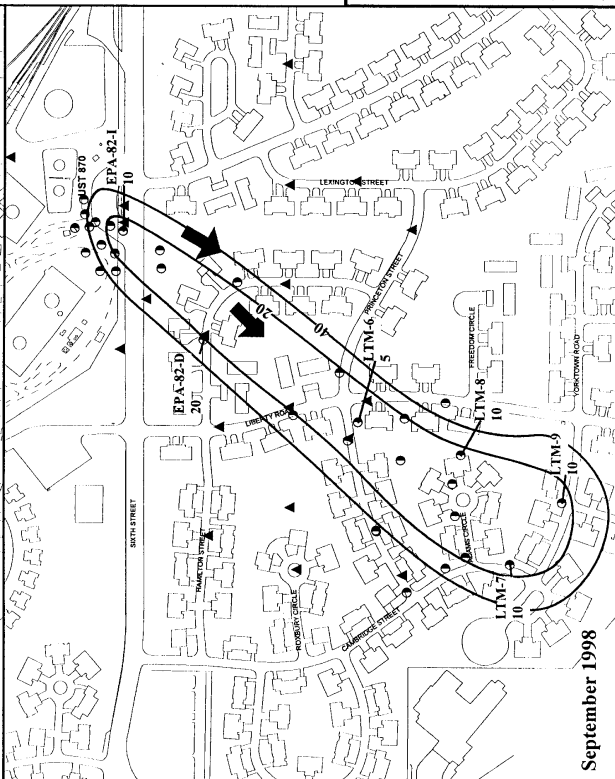 UST 870
EPA-82-I
10
LEXINGTON STREET
20
40
PRINCETON STREET
EPA-82-D
20
LTM-6
5
FREEDOM CIRCLE
YORKTOWN ROAD
LIBERTY ROAD
LTM-8
10
SIXTH STREET
HAMILTON STREET
LTM-9
10
ROXBURY CIRCLE
CAMBRIDGE STREET
LTM-7
10
September 1998